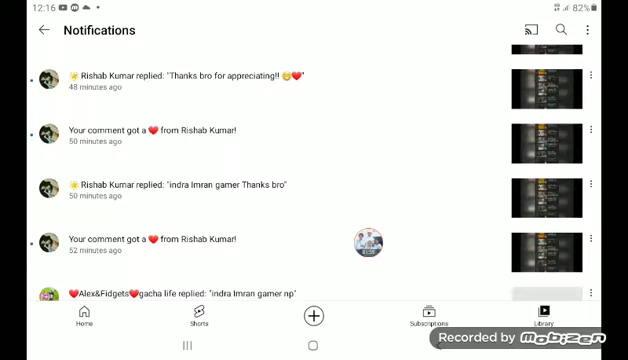 12:16
82%
Notifications
🌟 Rishab Kumar replied: "Thanks bro for appreciating!! 😁❤️"
48 minutes ago
Your comment got a ❤️ from Rishab Kumar!
50 minutes ago
🌟 Rishab Kumar replied: "indra Imran gamer Thanks bro"
50 minutes ago
Your comment got a ❤️ from Rishab Kumar!
52 minutes ago
01:59
❤️Alex&Fidgets❤️gacha life replied: "indra Imran gamer np"
Home
Shorts
Subscriptions
Library
Recorded by Mobizen